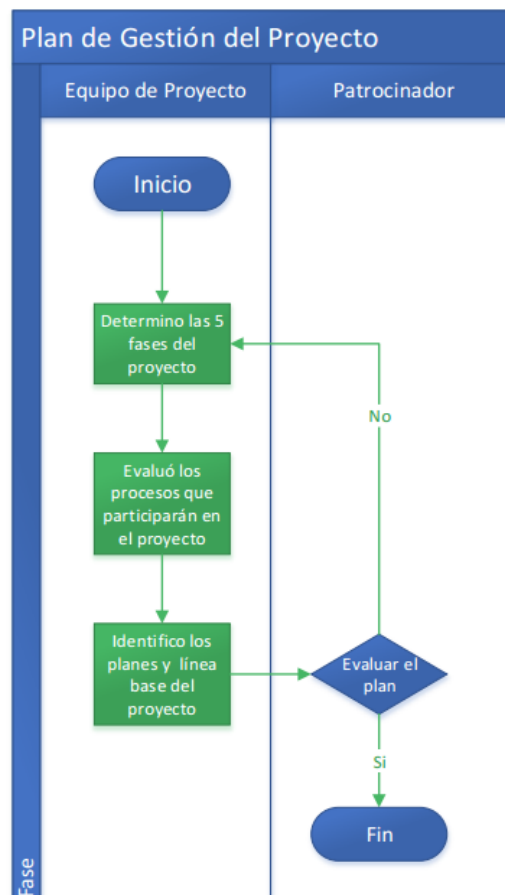 Plan de Gestión del Proyecto
Equipo de Proyecto
Patrocinador
Inicio
Determino las 5
fases del
proyecto
No
Evaluó los
procesos que
participarán en
el proyecto
Identifico los
planes y línea
base del
proyecto
Evaluar el
plan
Si
Fin
Fase